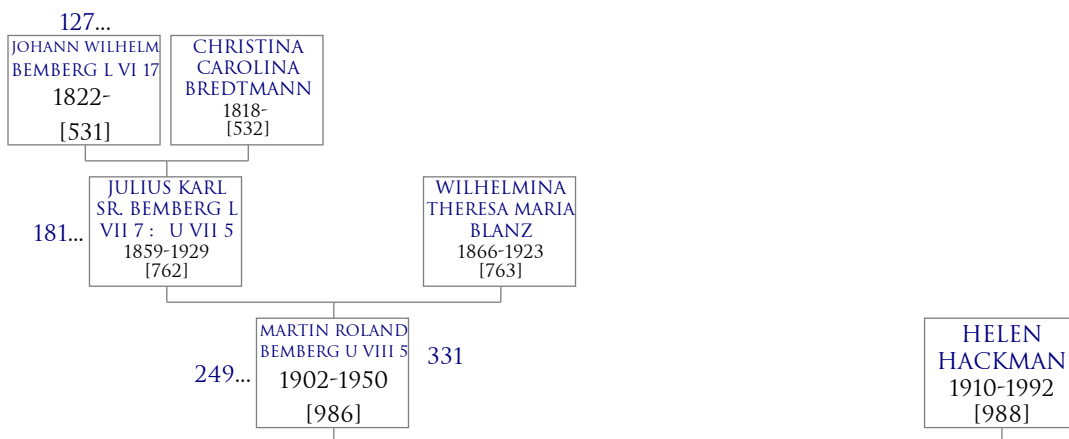 127...
JOHANN WILHELM
BEMBERG L VI 17
1822-
[531]
CHRISTINA
CAROLINA
BREDTMANN
1818-
[532]
181...
JULIUS KARL
SR. BEMBERG L
VII 7 : U VII 5
1859-1929
[762]
WILHELMINA
THERESA MARIA
BLANZ
1866-1923
[763]
249...
MARTIN ROLAND
BEMBERG U VIII 5
1902-1950
[986]
331
HELEN
HACKMAN
1910-1992
[988]